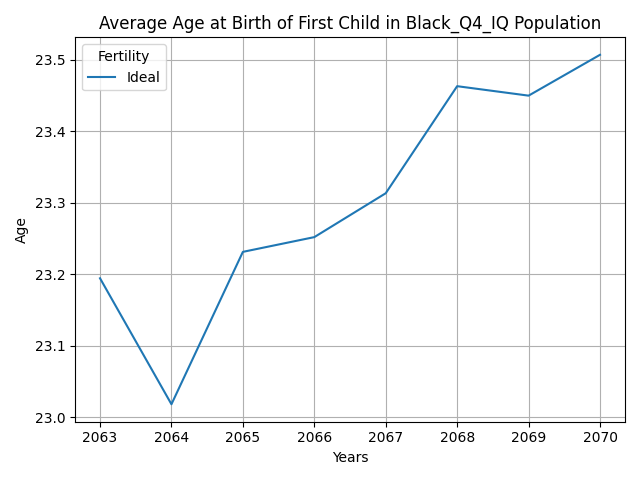 Average Age at Birth of First Child in Black_Q4_IQ Population
Fertility
Ideal
23.5
23.4
23.3
23.2
23.1
23.0
Age
2063 2064 2065 2066 2067 2068 2069 2070
Years